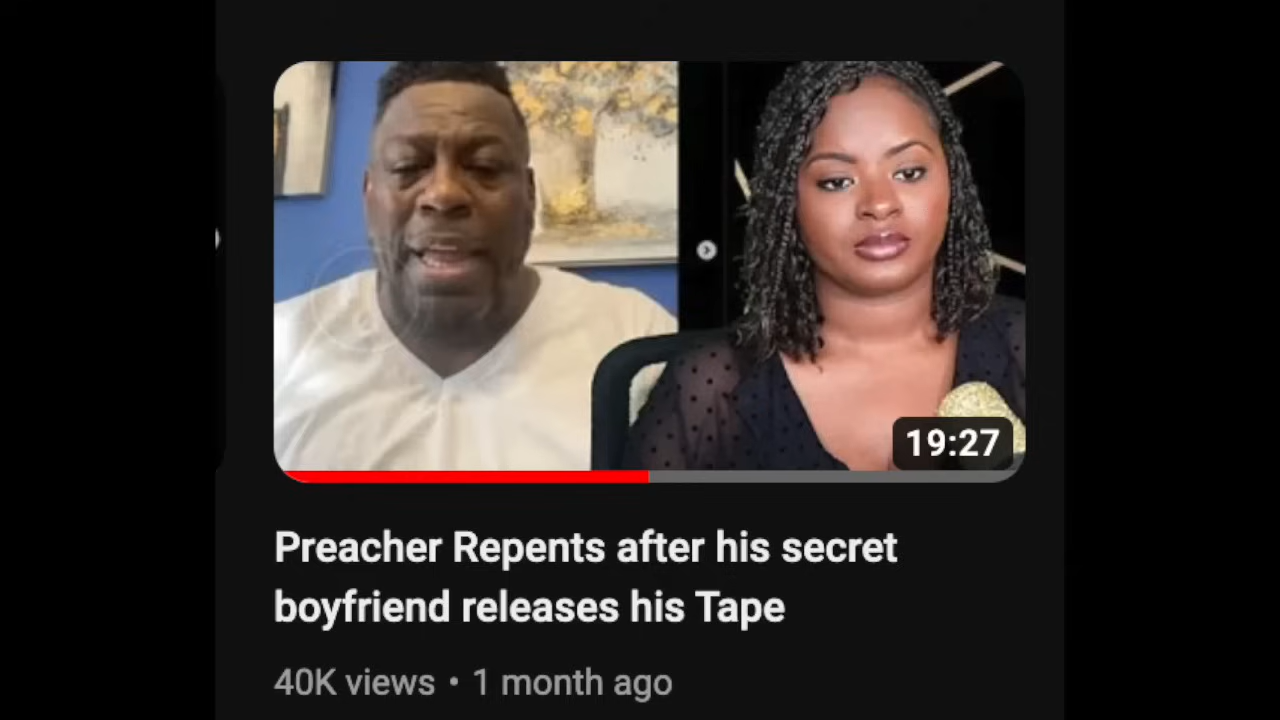 19:27
Preacher Repents after his secret
boyfriend releases his Tape
40K views • 1 month ago